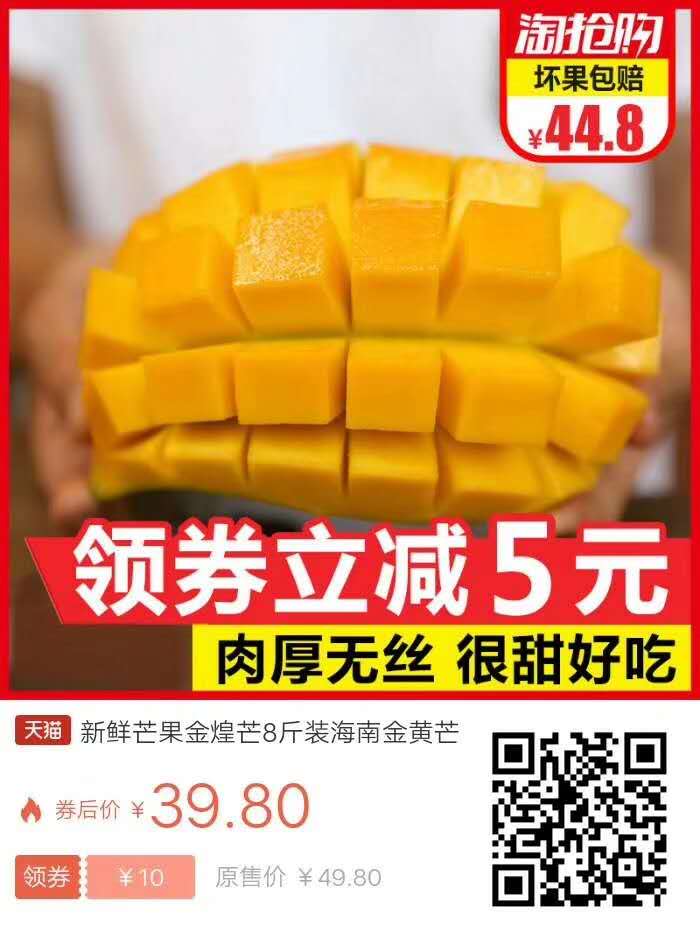 淘抢购
坏果包赔
¥44.8
领券立减5元
肉厚无丝 很甜好吃
天猫 新鲜芒果金煌芒8斤装海南金黄芒
券后价 ¥39.80
领券 ¥10 原售价 ¥49.80